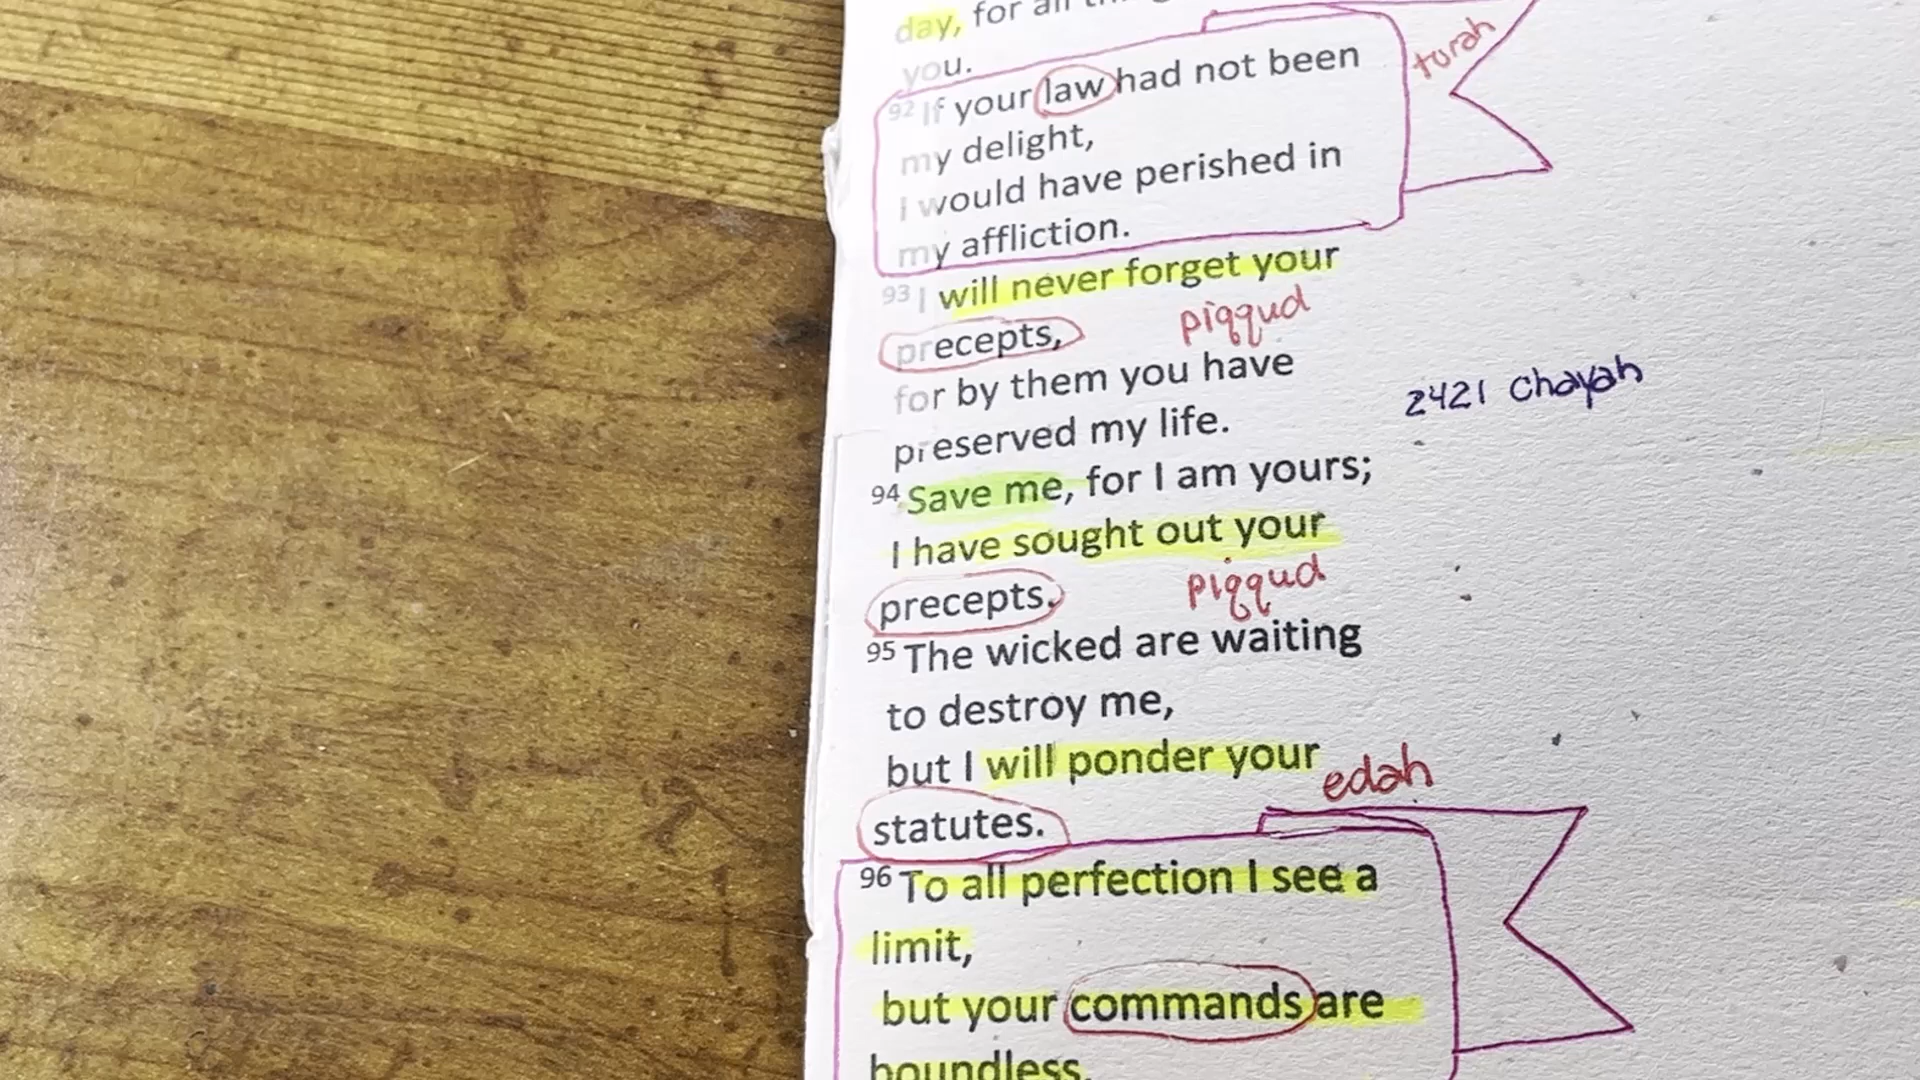 day, for all
you.
92 If your law had not been
turah
my delight,
I would have perished in
my affliction.
93 I will never forget your
precepts, piqqud
for by them you have
2421 chayah
preserved my life.
94 Save me, for I am yours;
I have sought out your
precepts. piqqud
95 The wicked are waiting
to destroy me,
but I will ponder your
edah
statutes.
96 To all perfection I see a
limit,
but your commands are
boundless.